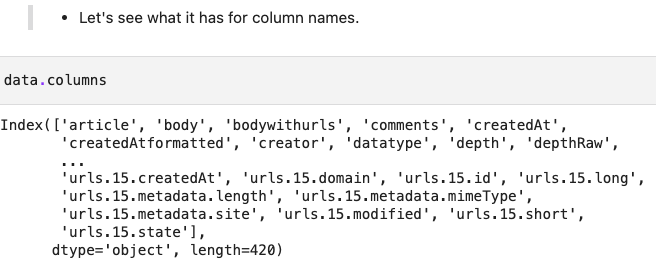 • Let's see what it has for column names.
data.columns
Index(['article', 'body', 'bodywithurls', 'comments', 'createdAt',
       'createdAtformatted', 'creator', 'datatype', 'depth', 'depthRaw',
       ...
       'urls.15.createdAt', 'urls.15.domain', 'urls.15.id', 'urls.15.long',
       'urls.15.metadata.length', 'urls.15.metadata.mimeType',
       'urls.15.metadata.site', 'urls.15.modified', 'urls.15.short',
       'urls.15.state'],
      dtype='object', length=420)